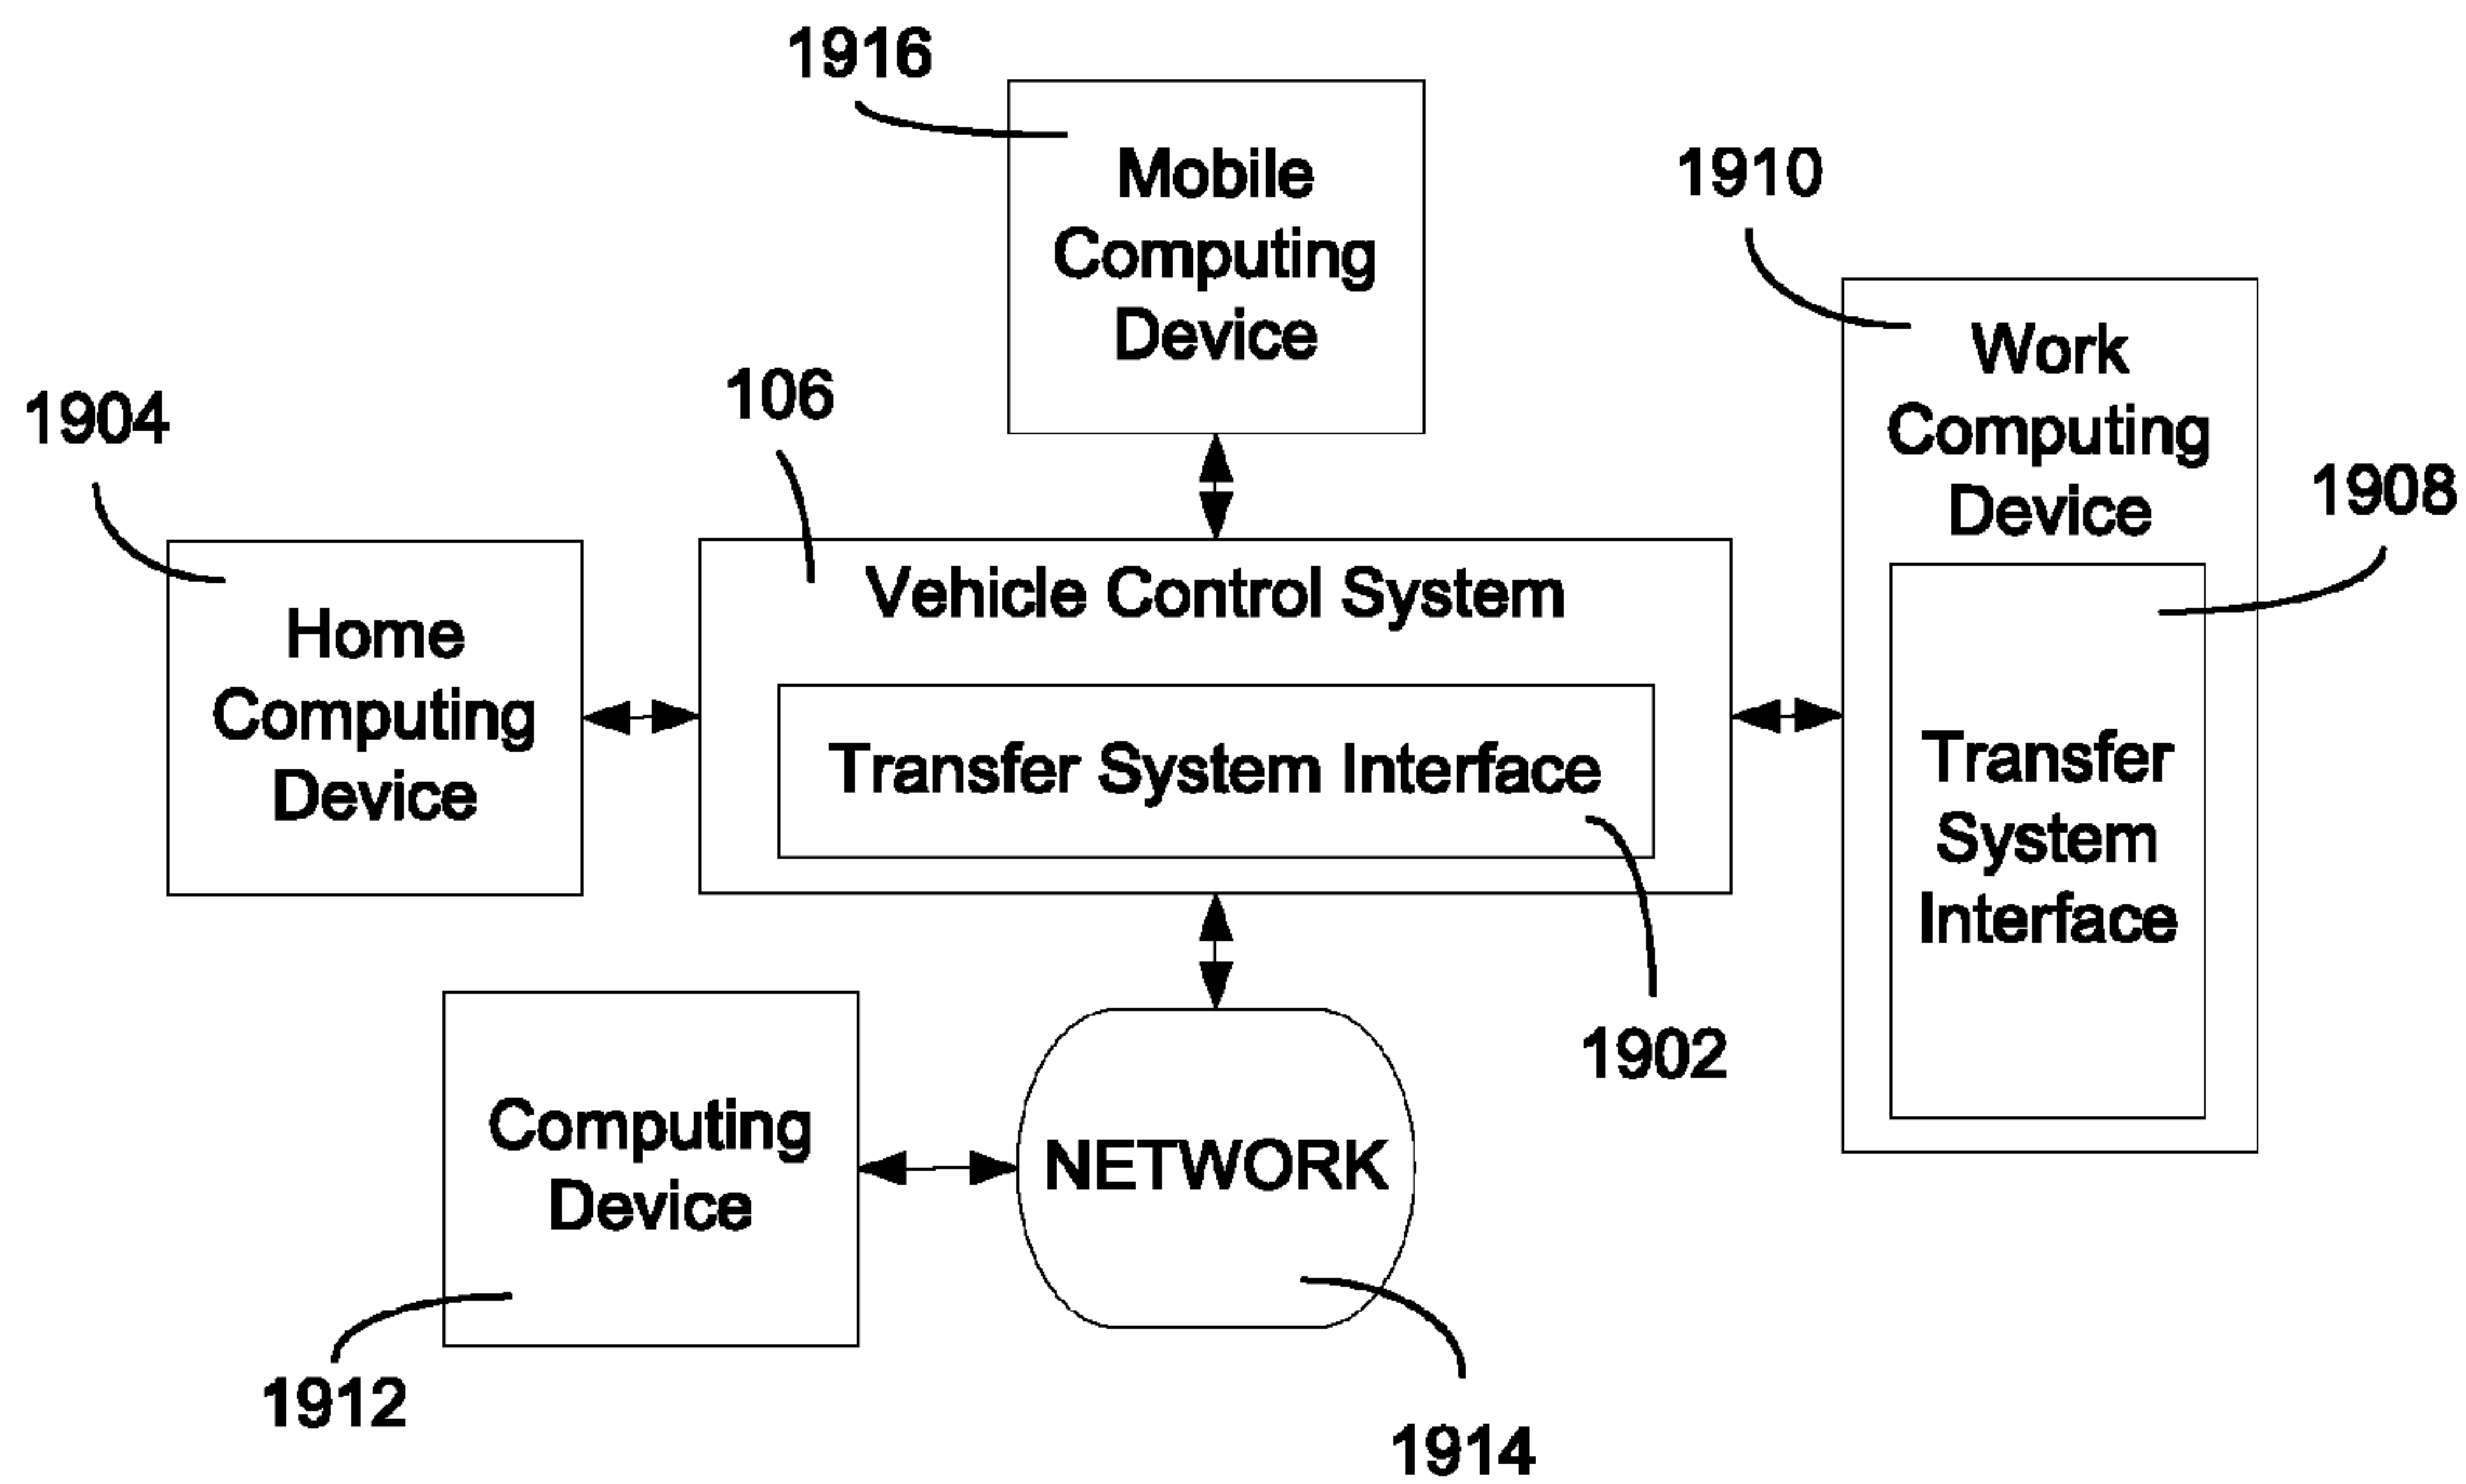 1916
Mobile
Computing
Device
1910
Work
Computing
Device
1908
Transfer
System
Interface
106
Vehicle Control System
Transfer System Interface
1902
1904
Home
Computing
Device
Computing
Device
1912
NETWORK
1914